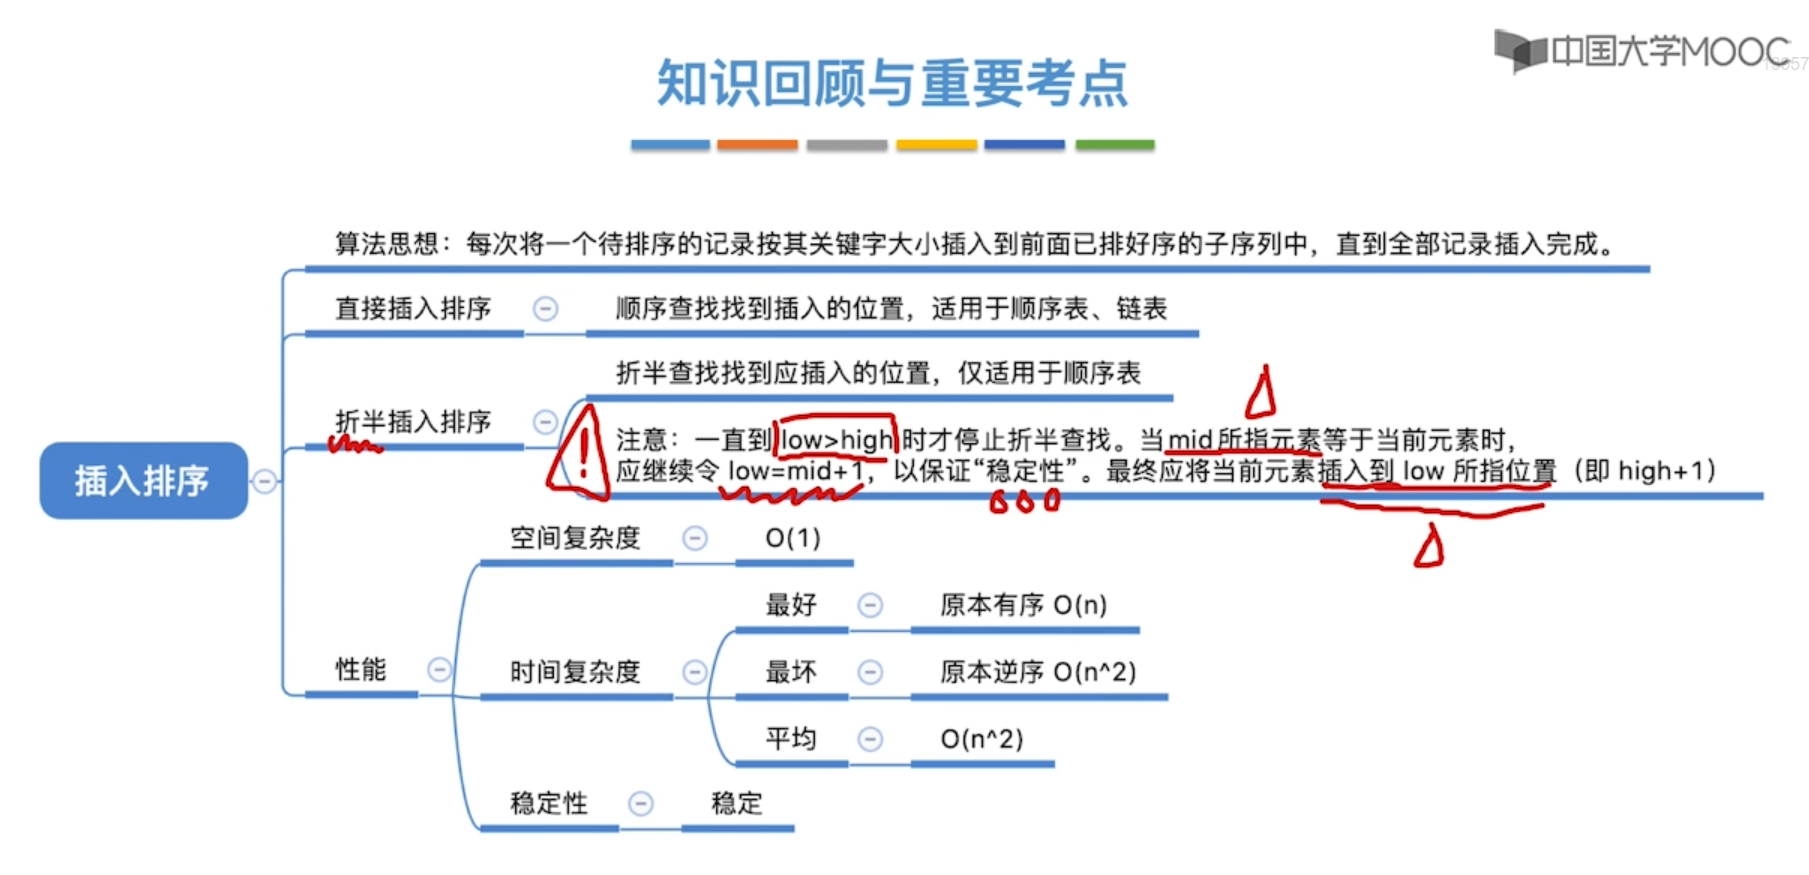 中国大学MOOC
知识回顾与重要考点
算法思想：每次将一个待排序的记录按其关键字大小插入到前面已排好序的子序列中，直到全部记录插入完成。
直接插入排序
顺序查找找到插入的位置，适用于顺序表、链表
折半查找找到应插入的位置，仅适用于顺序表
折半插入排序
注意：一直到 low>high 时才停止折半查找。当 mid 所指元素等于当前元素时，
应继续令 low=mid+1，以保证“稳定性”。最终应将当前元素插入到 low 所指位置（即 high+1）
插入排序
空间复杂度
O(1)
最好
原本有序 O(n)
性能
时间复杂度
最坏
原本逆序 O(n^2)
平均
O(n^2)
稳定性
稳定